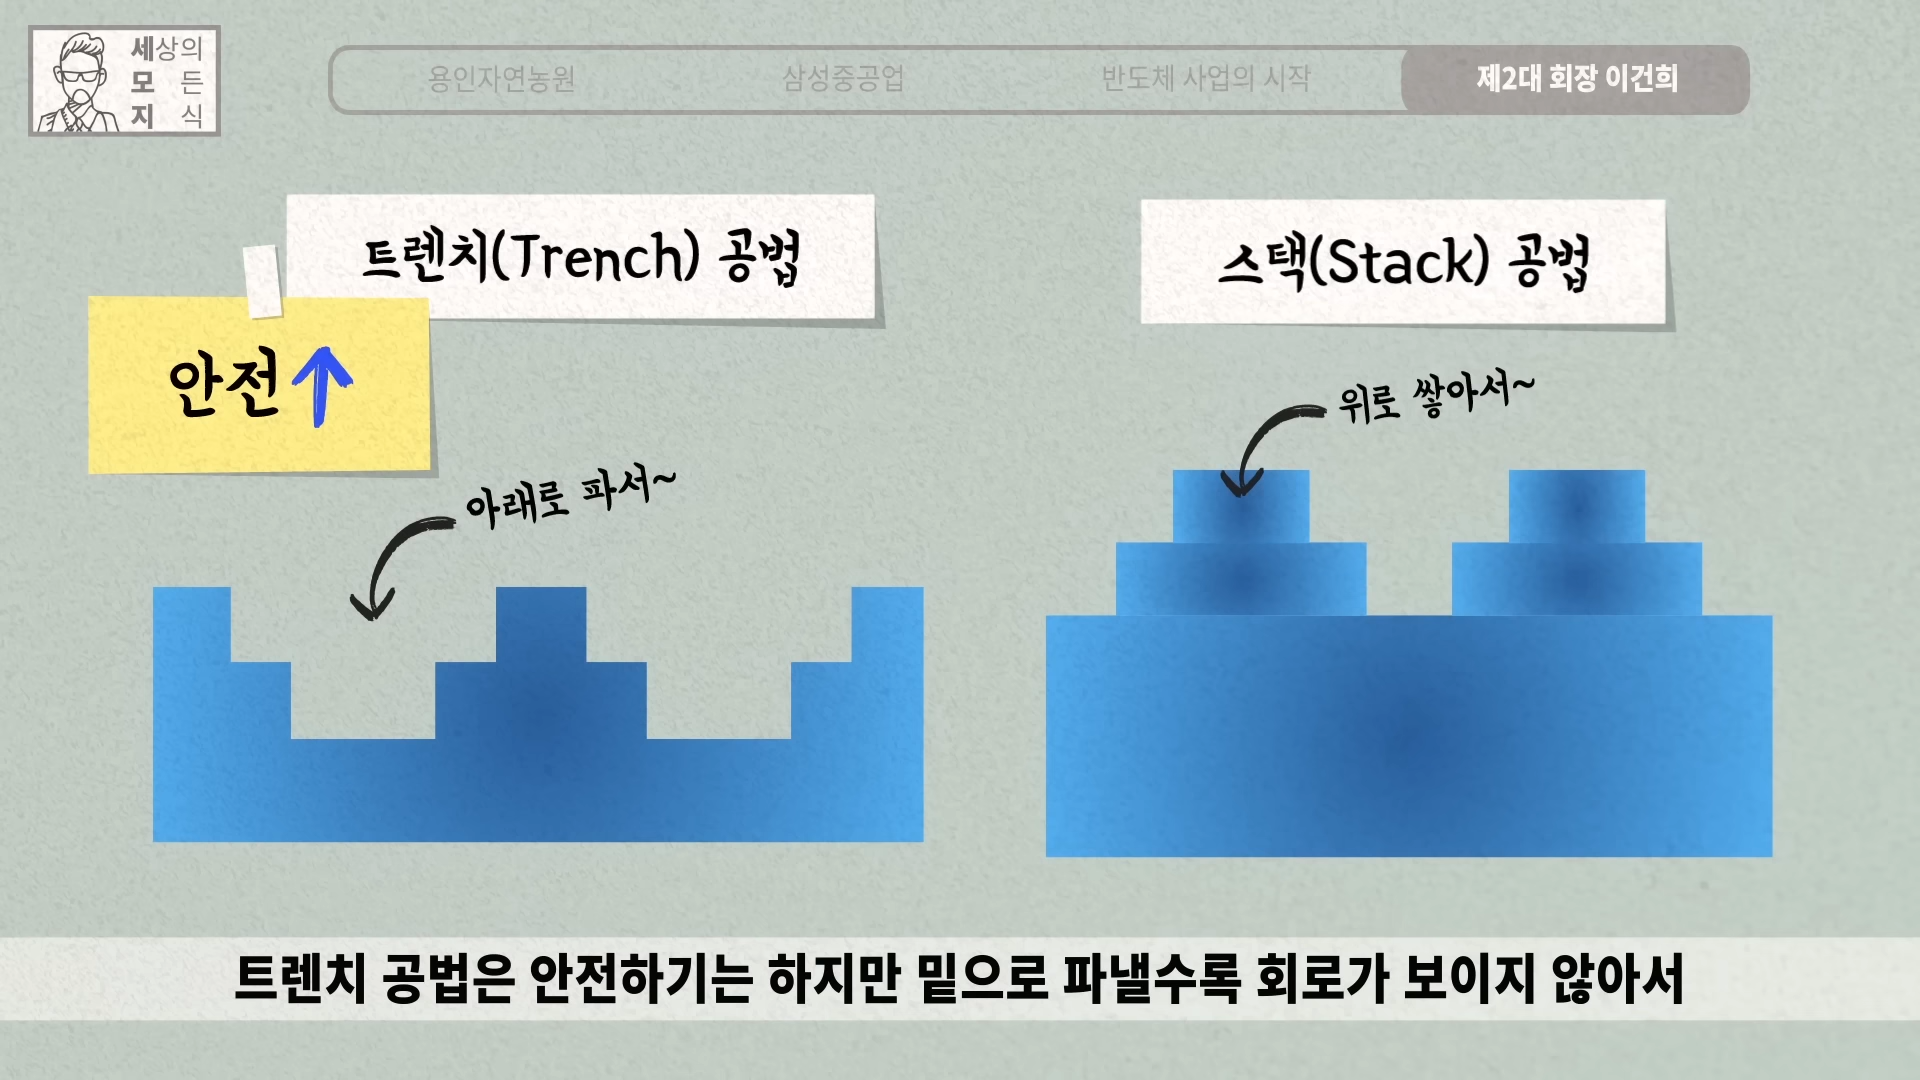 세상의
모든
지식
용인자연농원
삼성중공업
반도체 사업의 시작
제2대 회장 이건희
트렌치(Trench) 공법
스택(Stack) 공법
안전↑
위로 쌓아서~
아래로 파서~
트렌치 공법은 안전하기는 하지만 밑으로 파낼수록 회로가 보이지 않아서